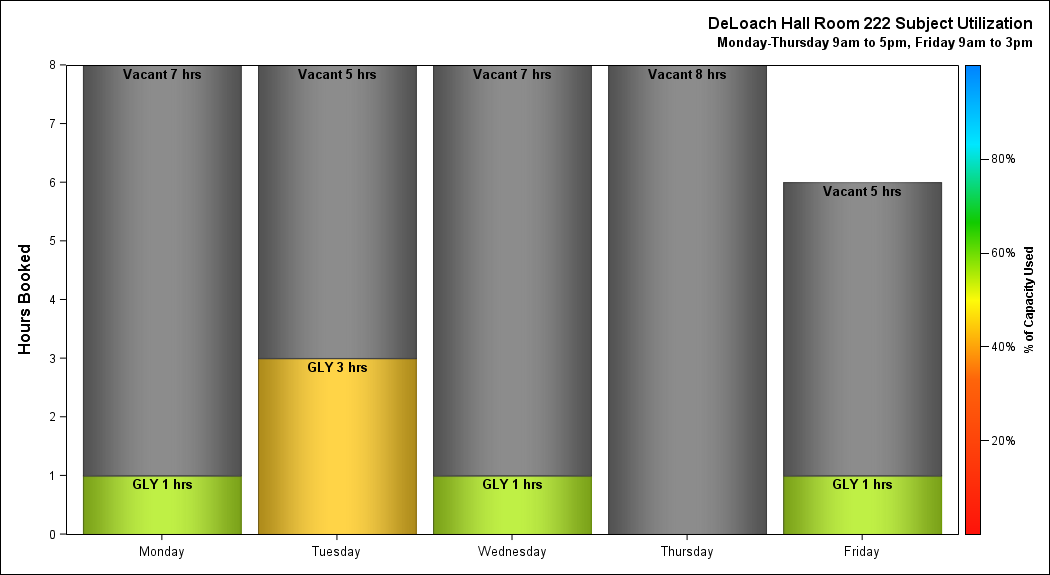 DeLoach Hall Room 222 Subject Utilization
Monday-Thursday 9am to 5pm, Friday 9am to 3pm
Hours Booked
8
7
6
5
4
3
2
1
0
Vacant 7 hrs
GLY 1 hrs
Vacant 5 hrs
GLY 3 hrs
Vacant 7 hrs
GLY 1 hrs
Vacant 8 hrs
Vacant 5 hrs
GLY 1 hrs
Monday
Tuesday
Wednesday
Thursday
Friday
80%
60%
40%
20%
% of Capacity Used